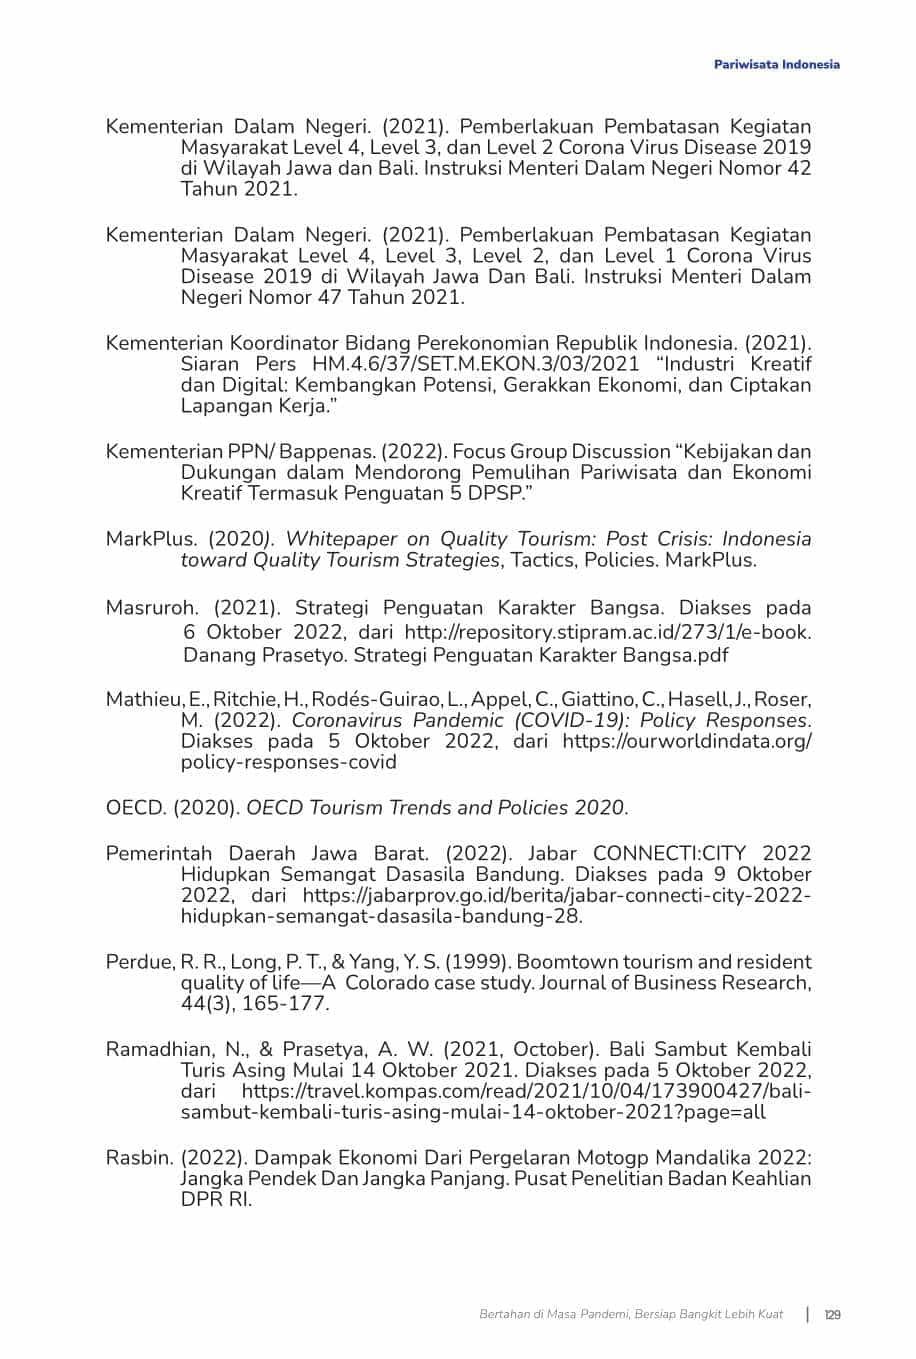 Pariwisata Indonesia
Kementerian Dalam Negeri. (2021). Pemberlakuan Pembatasan Kegiatan
Masyarakat Level 4, Level 3, dan Level 2 Corona Virus Disease 2019
di Wilayah Jawa dan Bali. Instruksi Menteri Dalam Negeri Nomor 42
Tahun 2021.
Kementerian Dalam Negeri. (2021). Pemberlakuan Pembatasan Kegiatan
Masyarakat Level 4, Level 3, Level 2, dan Level 1 Corona Virus
Disease 2019 di Wilayah Jawa Dan Bali. Instruksi Menteri Dalam
Negeri Nomor 47 Tahun 2021.
Kementerian Koordinator Bidang Perekonomian Republik Indonesia. (2021).
Siaran Pers HM.4.6/37/SET.M.EKON.3/03/2021 “Industri Kreatif
dan Digital: Kembangkan Potensi, Gerakkan Ekonomi, dan Ciptakan
Lapangan Kerja.”
Kementerian PPN/ Bappenas. (2022). Focus Group Discussion “Kebijakan dan
Dukungan dalam Mendorong Pemulihan Pariwisata dan Ekonomi
Kreatif Termasuk Penguatan 5 DPSP.”
MarkPlus. (2020). Whitepaper on Quality Tourism: Post Crisis: Indonesia
toward Quality Tourism Strategies, Tactics, Policies. MarkPlus.
Masruroh. (2021). Strategi Penguatan Karakter Bangsa. Diakses pada
6 Oktober 2022, dari http://repository.stipram.ac.id/273/1/e-book.
Danang Prasetyo. Strategi Penguatan Karakter Bangsa.pdf
Mathieu, E., Ritchie, H., Rodés-Guirao, L., Appel, C., Giattino, C., Hasell, J., Roser,
M. (2022). Coronavirus Pandemic (COVID-19): Policy Responses.
Diakses pada 5 Oktober 2022, dari https://ourworldindata.org/
policy-responses-covid
OECD. (2020). OECD Tourism Trends and Policies 2020.
Pemerintah Daerah Jawa Barat. (2022). Jabar CONNECTI:CITY 2022
Hidupkan Semangat Dasasila Bandung. Diakses pada 9 Oktober
2022, dari https://jabarprov.go.id/berita/jabar-connecti-city-2022-
hidupkan-semangat-dasasila-bandung-28.
Perdue, R. R., Long, P. T., & Yang, Y. S. (1999). Boomtown tourism and resident
quality of life—A Colorado case study. Journal of Business Research,
44(3), 165-177.
Ramadhian, N., & Prasetya, A. W. (2021, October). Bali Sambut Kembali
Turis Asing Mulai 14 Oktober 2021. Diakses pada 5 Oktober 2022,
dari https://travel.kompas.com/read/2021/10/04/173900427/bali-
sambut-kembali-turis-asing-mulai-14-oktober-2021?page=all
Rasbin. (2022). Dampak Ekonomi Dari Pergelaran Motogp Mandalika 2022:
Jangka Pendek Dan Jangka Panjang. Pusat Penelitian Badan Keahlian
DPR RI.
Bertahan di Masa Pandemi, Bersiap Bangkit Lebih Kuat | 129